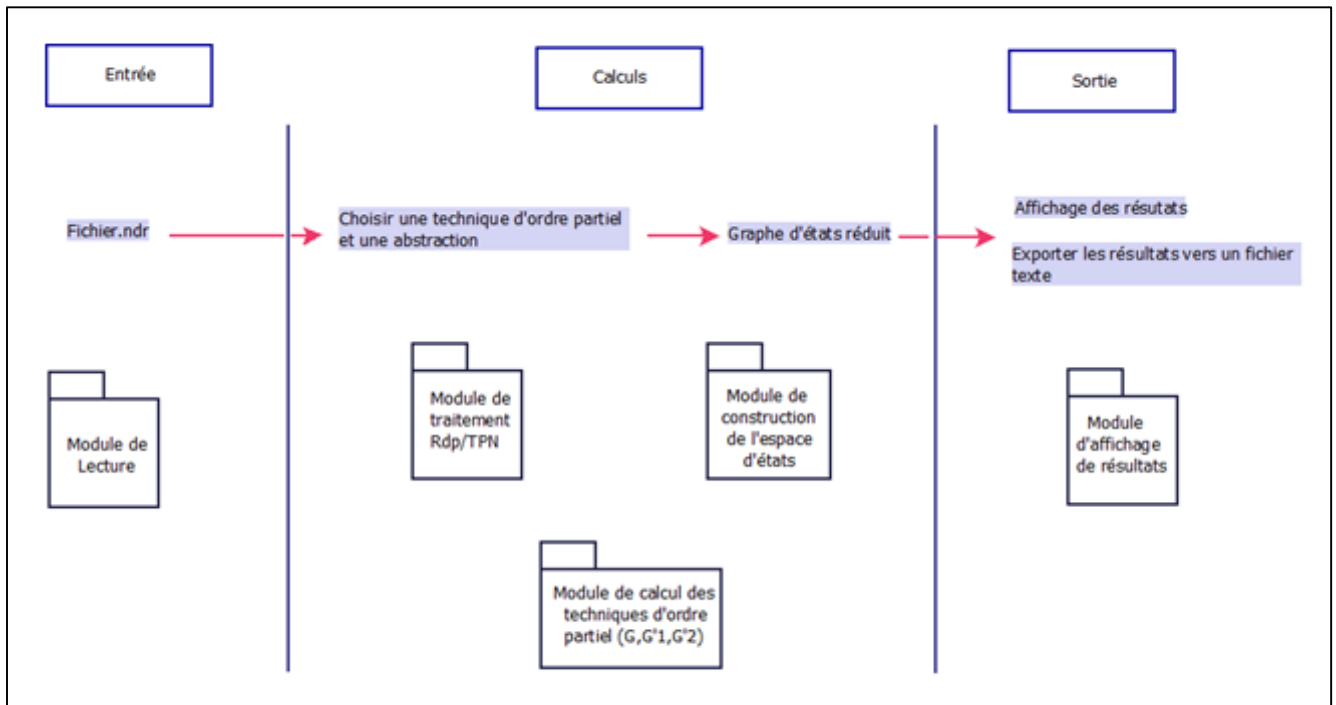 Entrée
Calculs
Sortie
Fichier.ndr
Choisir une technique d'ordre partiel
et une abstraction
Graphe d'états réduit
Affichage des résutats
Exporter les résultats vers un fichier
texte
Module de
Lecture
Module de
traitement
Rdp/TPN
Module de
construction
de l'espace
d'états
Module
d'affichage
de résultats
Module de calcul des
techniques d'ordre
partiel (G,G'1,G'2)